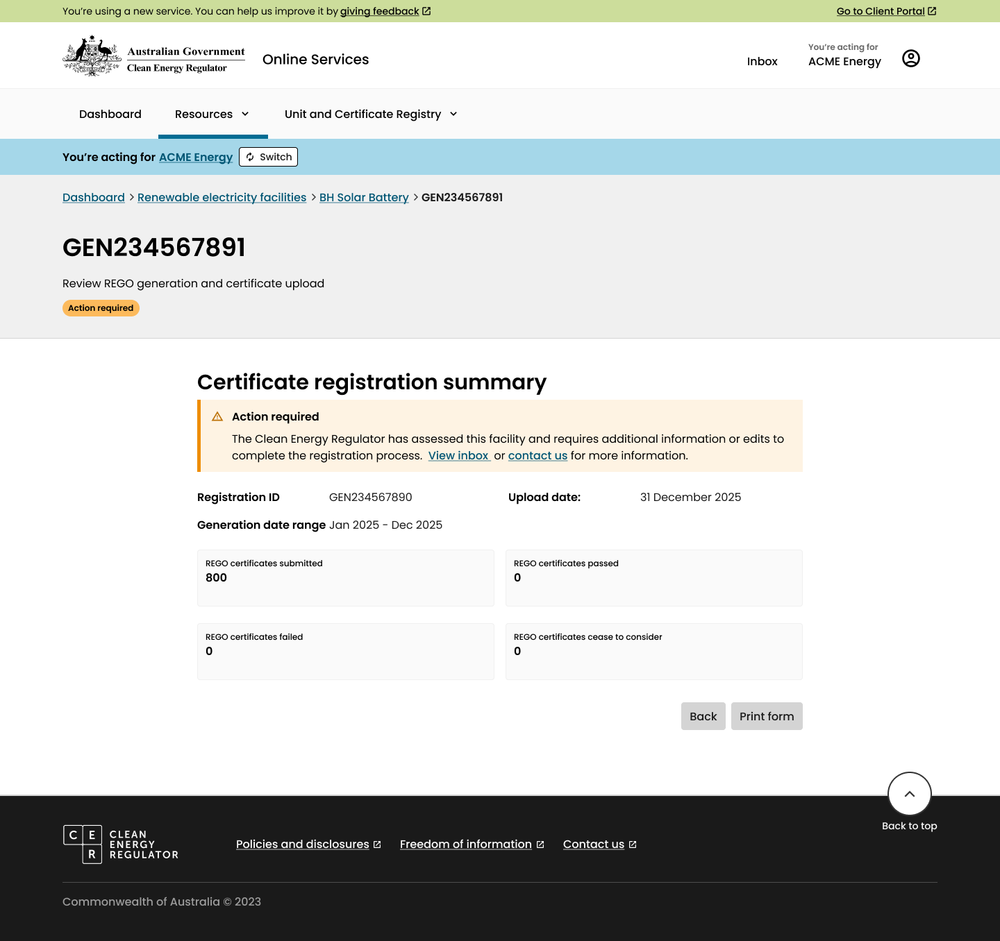 You're using a new service. You can help us improve it by giving feedback
Go to Client Portal
Australian Government
Clean Energy Regulator
Online Services
Inbox
You're acting for
ACME Energy
Dashboard
Resources
Unit and Certificate Registry
You're acting for ACME Energy
Switch
Dashboard > Renewable electricity facilities > BH Solar Battery > GEN234567891
GEN234567891
Review REGO generation and certificate upload
Action required
Certificate registration summary
Action required
The Clean Energy Regulator has assessed this facility and requires additional information or edits to
complete the registration process. View inbox or contact us for more information.
Registration ID GEN234567890
Upload date: 31 December 2025
Generation date range Jan 2025 - Dec 2025
REGO certificates submitted
800
REGO certificates passed
0
REGO certificates failed
0
REGO certificates cease to consider
0
Back
Print form
Back to top
C E R
CLEAN
ENERGY
REGULATOR
Policies and disclosures
Freedom of information
Contact us
Commonwealth of Australia © 2023